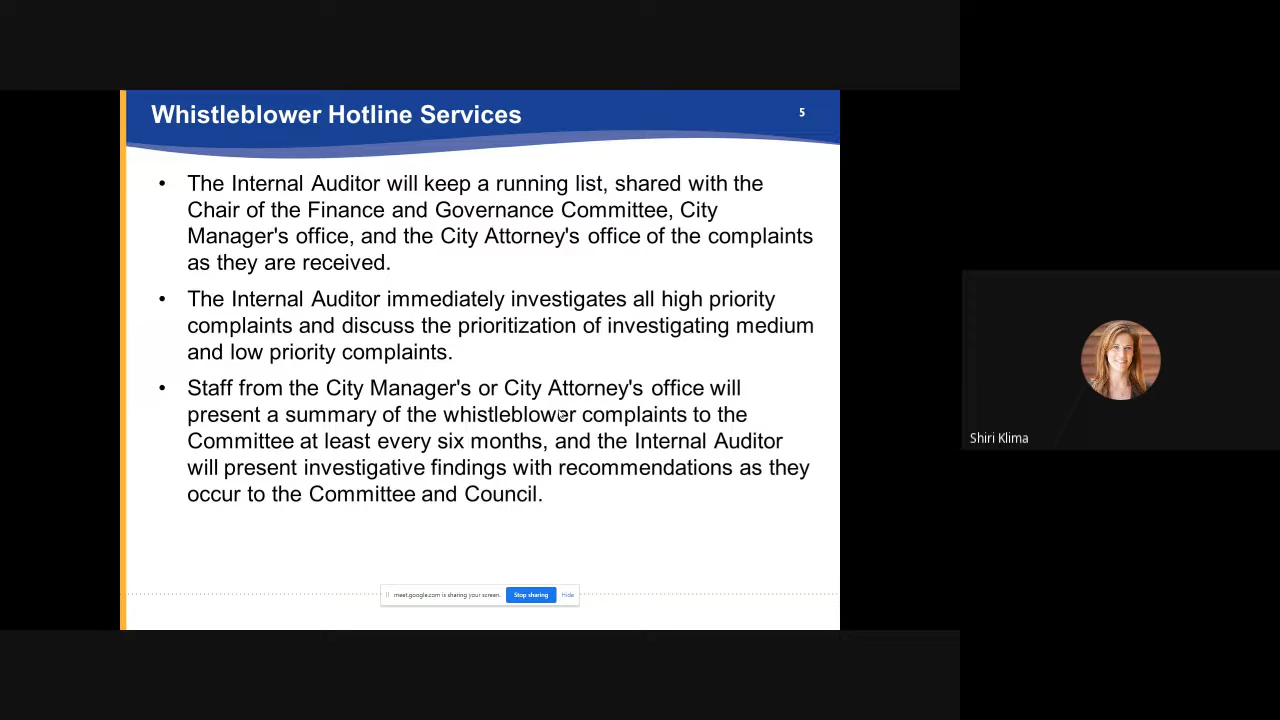 Whistleblower Hotline Services
5
• The Internal Auditor will keep a running list, shared with the
Chair of the Finance and Governance Committee, City
Manager's office, and the City Attorney's office of the complaints
as they are received.
• The Internal Auditor immediately investigates all high priority
complaints and discuss the prioritization of investigating medium
and low priority complaints.
• Staff from the City Manager's or City Attorney's office will
present a summary of the whistleblower complaints to the
Committee at least every six months, and the Internal Auditor
will present investigative findings with recommendations as they
occur to the Committee and Council.
meet.google.com is sharing your screen.
Stop sharing
Hide
Shiri Klima